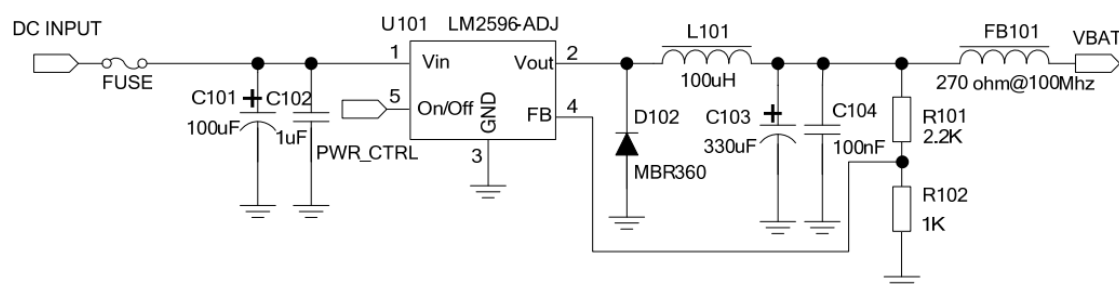 U101 LM2596-ADJ
DC INPUT
L101
FB101
VBAT
FUSE
1
Vin
Vout
2
100uH
270 ohm@100Mhz
C101
C102
100uF
1uF
5
On/Off
GND
FB
4
PWR_CTRL
3
D102
MBR360
C103
330uF
C104
100nF
R101
2.2K
R102
1K